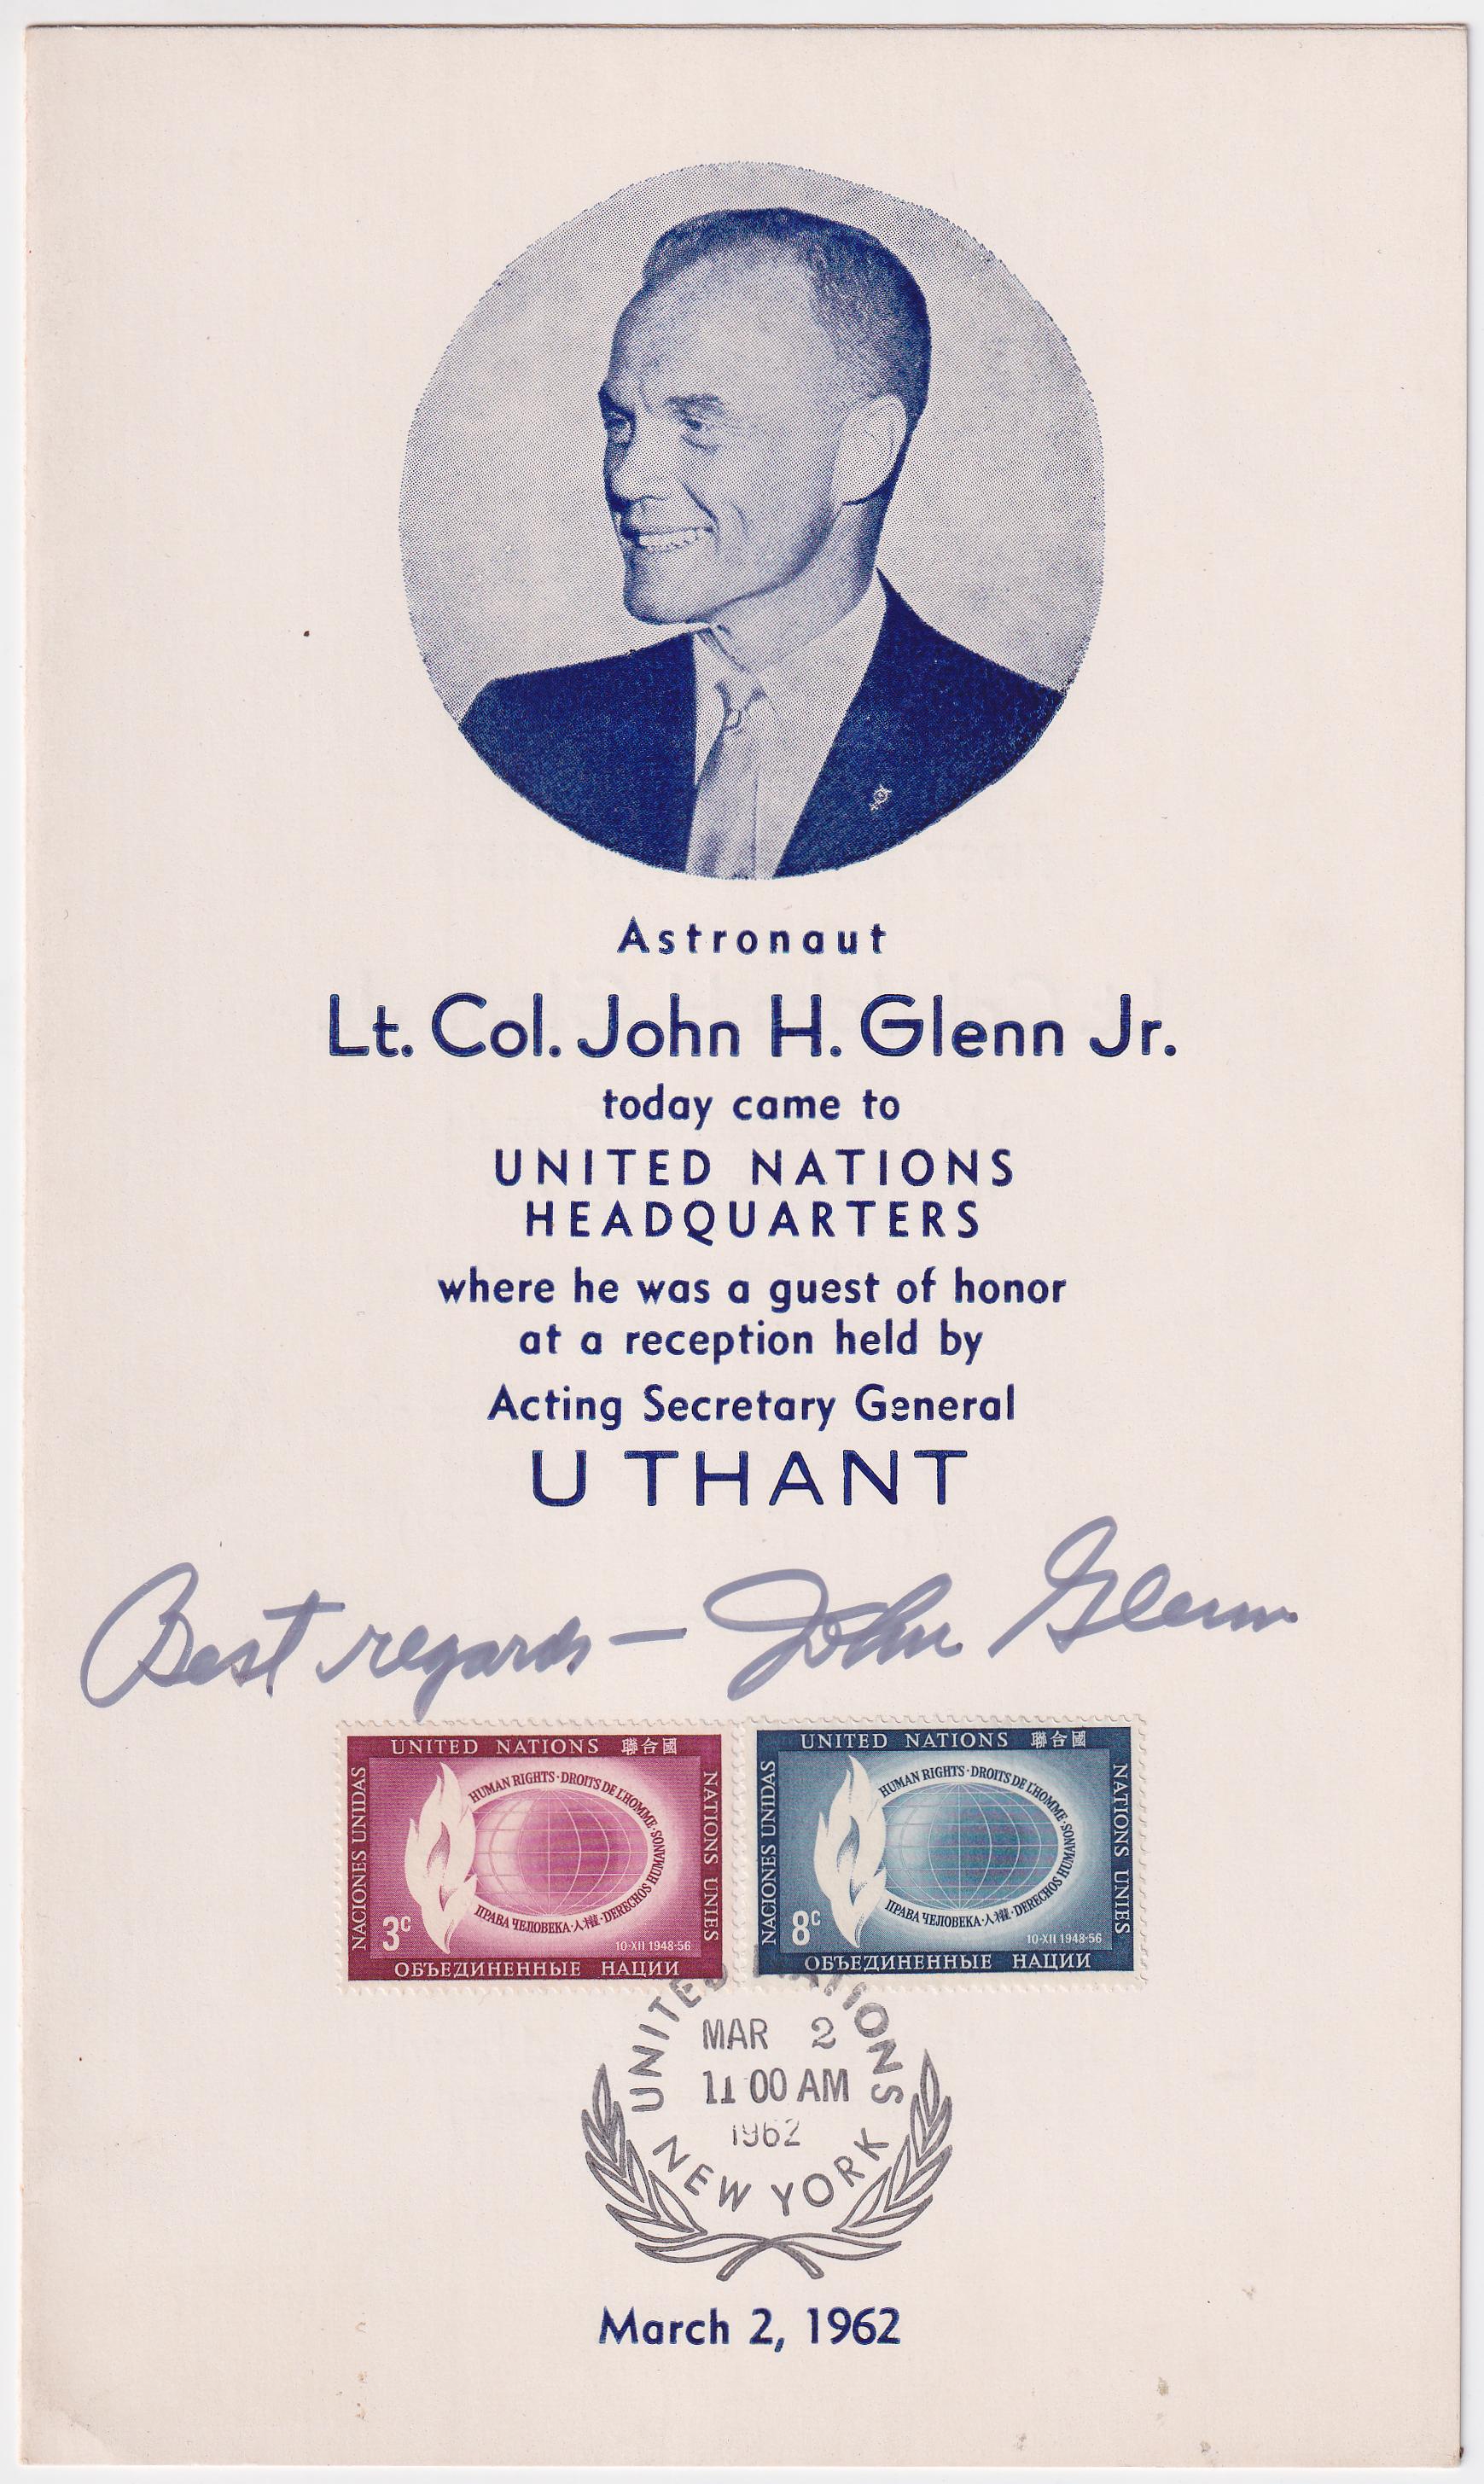 Astronaut
Lt. Col. John H. Glenn Jr.
today came to
UNITED NATIONS
HEADQUARTERS
where he was a guest of honor
at a reception held by
Acting Secretary General
U THANT
Best regards — John Glenn
UNITED NATIONS 聯合國
NACIONES UNIDAS
HUMAN RIGHTS · DROITS DE L'HOMME · DERECHOS HUMANOS · 人權 · ПРАВА ЧЕЛОВЕКА
NATIONS UNIES
3c
10-XII 1948-56
ОБЪЕДИНЕННЫЕ НАЦИИ
UNITED NATIONS 聯合國
NACIONES UNIDAS
HUMAN RIGHTS · DROITS DE L'HOMME · DERECHOS HUMANOS · 人權 · ПРАВА ЧЕЛОВЕКА
NATIONS UNIES
8c
10-XII 1948-56
ОБЪЕДИНЕННЫЕ НАЦИИ
UNITED NATIONS
MAR 2
11 00 AM
1962
NEW YORK
March 2, 1962